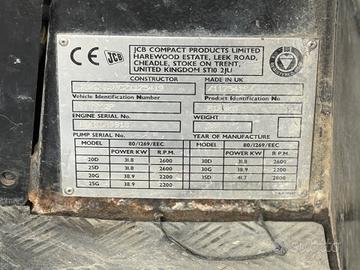 CE JCB
JCB COMPACT PRODUCTS LIMITED
HAREWOOD ESTATE, LEEK ROAD,
CHEADLE, STOKE ON TRENT,
UNITED KINGDOM ST10 2JU
CONSTRUCTOR MADE IN UK
Vehicle Identification Number Product Identification
ENGINE SERIAL No. WEIGHT
PUMP SERIAL No. YEAR OF MANUFACTURE
MODEL 80/1269/EEC MODEL 80/1269/EEC
POWER KW R.P.M. POWER KW R.P.M.
20D 31.8 2600 30D 31.8 2600
25D 31.8 2600 30G 38.9 2200
20G 38.9 2200 35D 41.7 2800
25G 38.9 2200